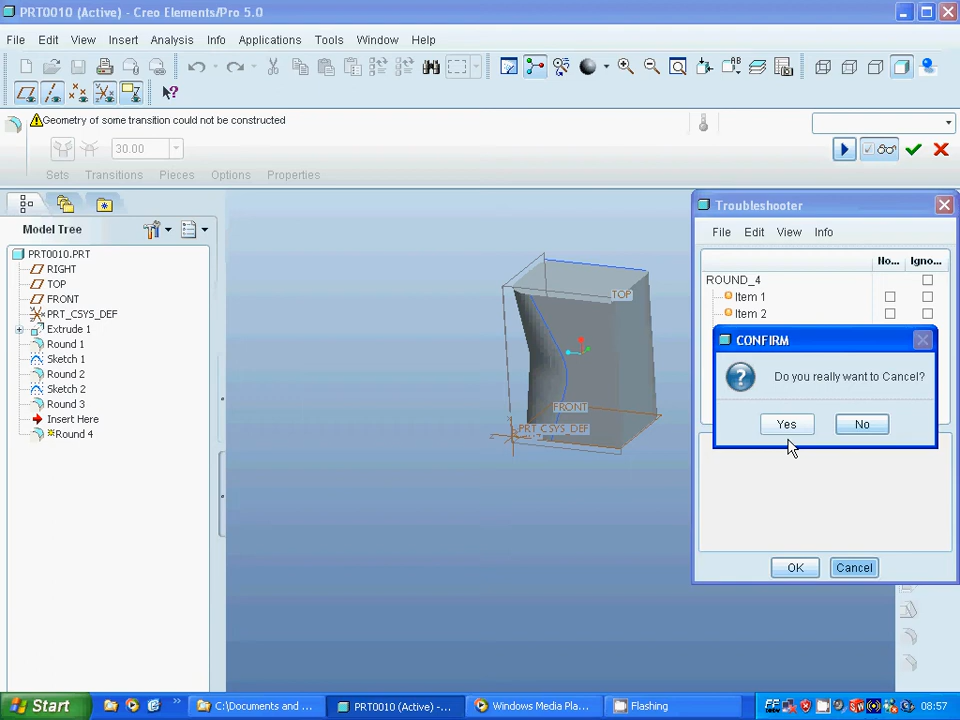 PRT0010 (Active) - Creo Elements/Pro 5.0
File Edit View Insert Analysis Info Applications Tools Window Help
Geometry of some transition could not be constructed
30.00
Sets Transitions Pieces Options Properties
Model Tree
PRT0010.PRT
RIGHT
TOP
FRONT
PRT_CSYS_DEF
Extrude 1
Round 1
Sketch 1
Round 2
Sketch 2
Round 3
Insert Here
Round 4
TOP
FRONT
PRT_CSYS_DEF
Troubleshooter
File Edit View Info
No... Igno...
ROUND_4
Item 1
Item 2
CONFIRM
Do you really want to Cancel?
Yes No
OK Cancel
Start
C:\Documents and ...
PRT0010 (Active) -...
Windows Media Pla...
Flashing
08:57